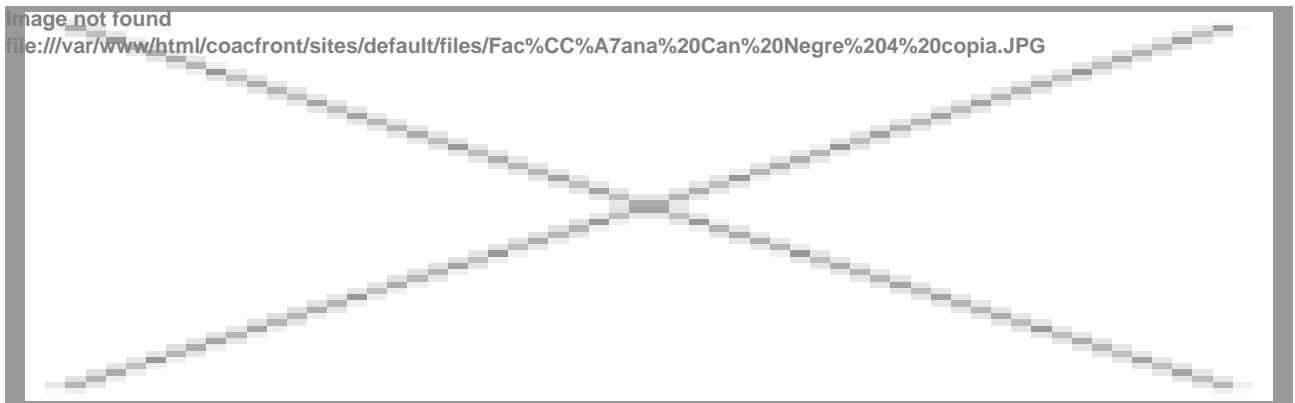 Image not found
file:///var/www/html/coacfront/sites/default/files/Fac%CC%A7ana%20Can%20Negre%204%20copia.JPG